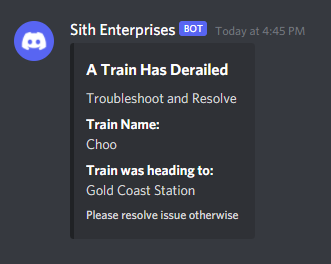 Sith Enterprises BOT Today at 4:45 PM
A Train Has Derailed
Troubleshoot and Resolve
Train Name:
Choo
Train was heading to:
Gold Coast Station
Please resolve issue otherwise